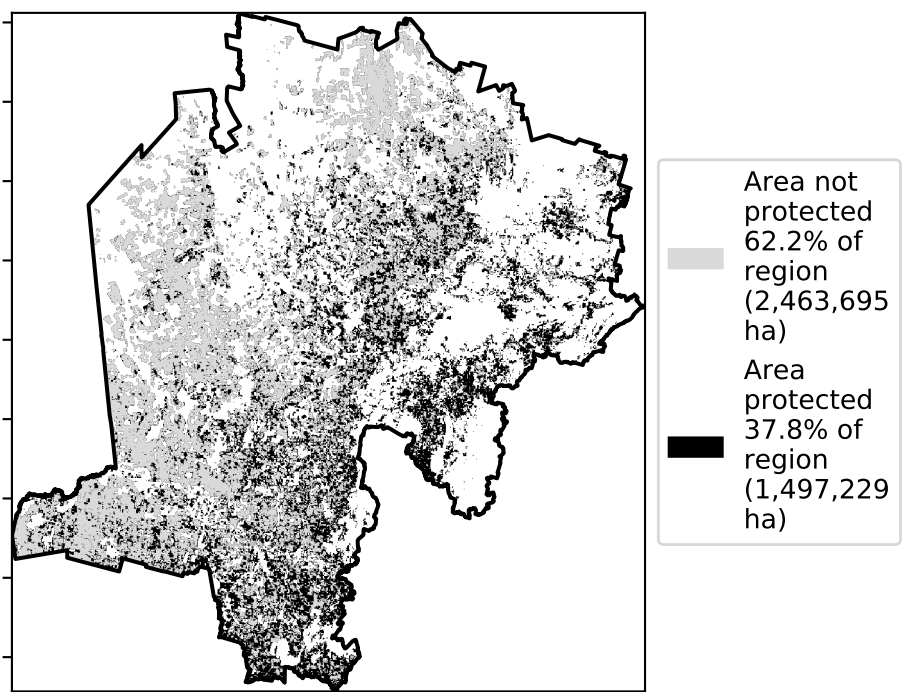 Area not
protected
62.2% of
region
(2,463,695
ha)
Area
protected
37.8% of
region
(1,497,229
ha)